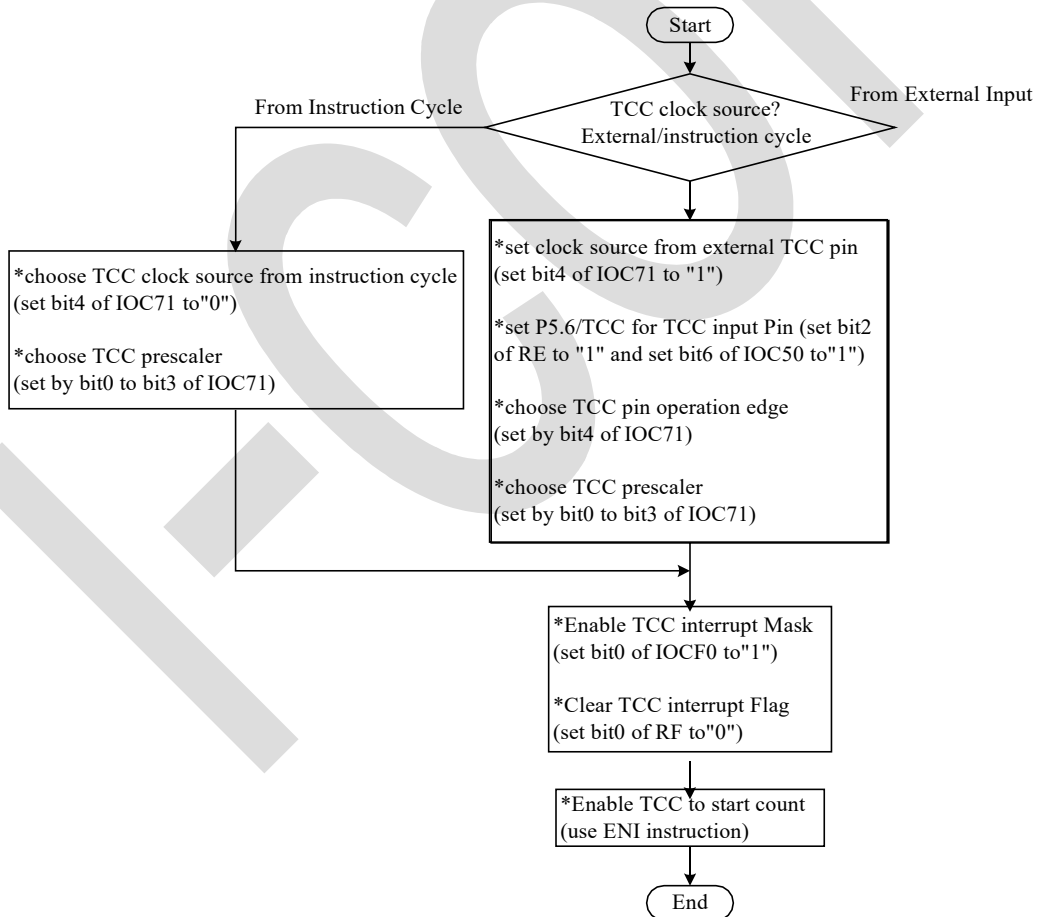 Start
From Instruction Cycle
TCC clock source?
External/instruction cycle
From External Input
*choose TCC clock source from instruction cycle
(set bit4 of IOC71 to"0")
*choose TCC prescaler
(set by bit0 to bit3 of IOC71)
*set clock source from external TCC pin
(set bit4 of IOC71 to "1")
*set P5.6/TCC for TCC input Pin (set bit2
of RE to "1" and set bit6 of IOC50 to"1")
*choose TCC pin operation edge
(set by bit4 of IOC71)
*choose TCC prescaler
(set by bit0 to bit3 of IOC71)
*Enable TCC interrupt Mask
(set bit0 of IOCF0 to"1")
*Clear TCC interrupt Flag
(set bit0 of RF to"0")
*Enable TCC to start count
(use ENI instruction)
End